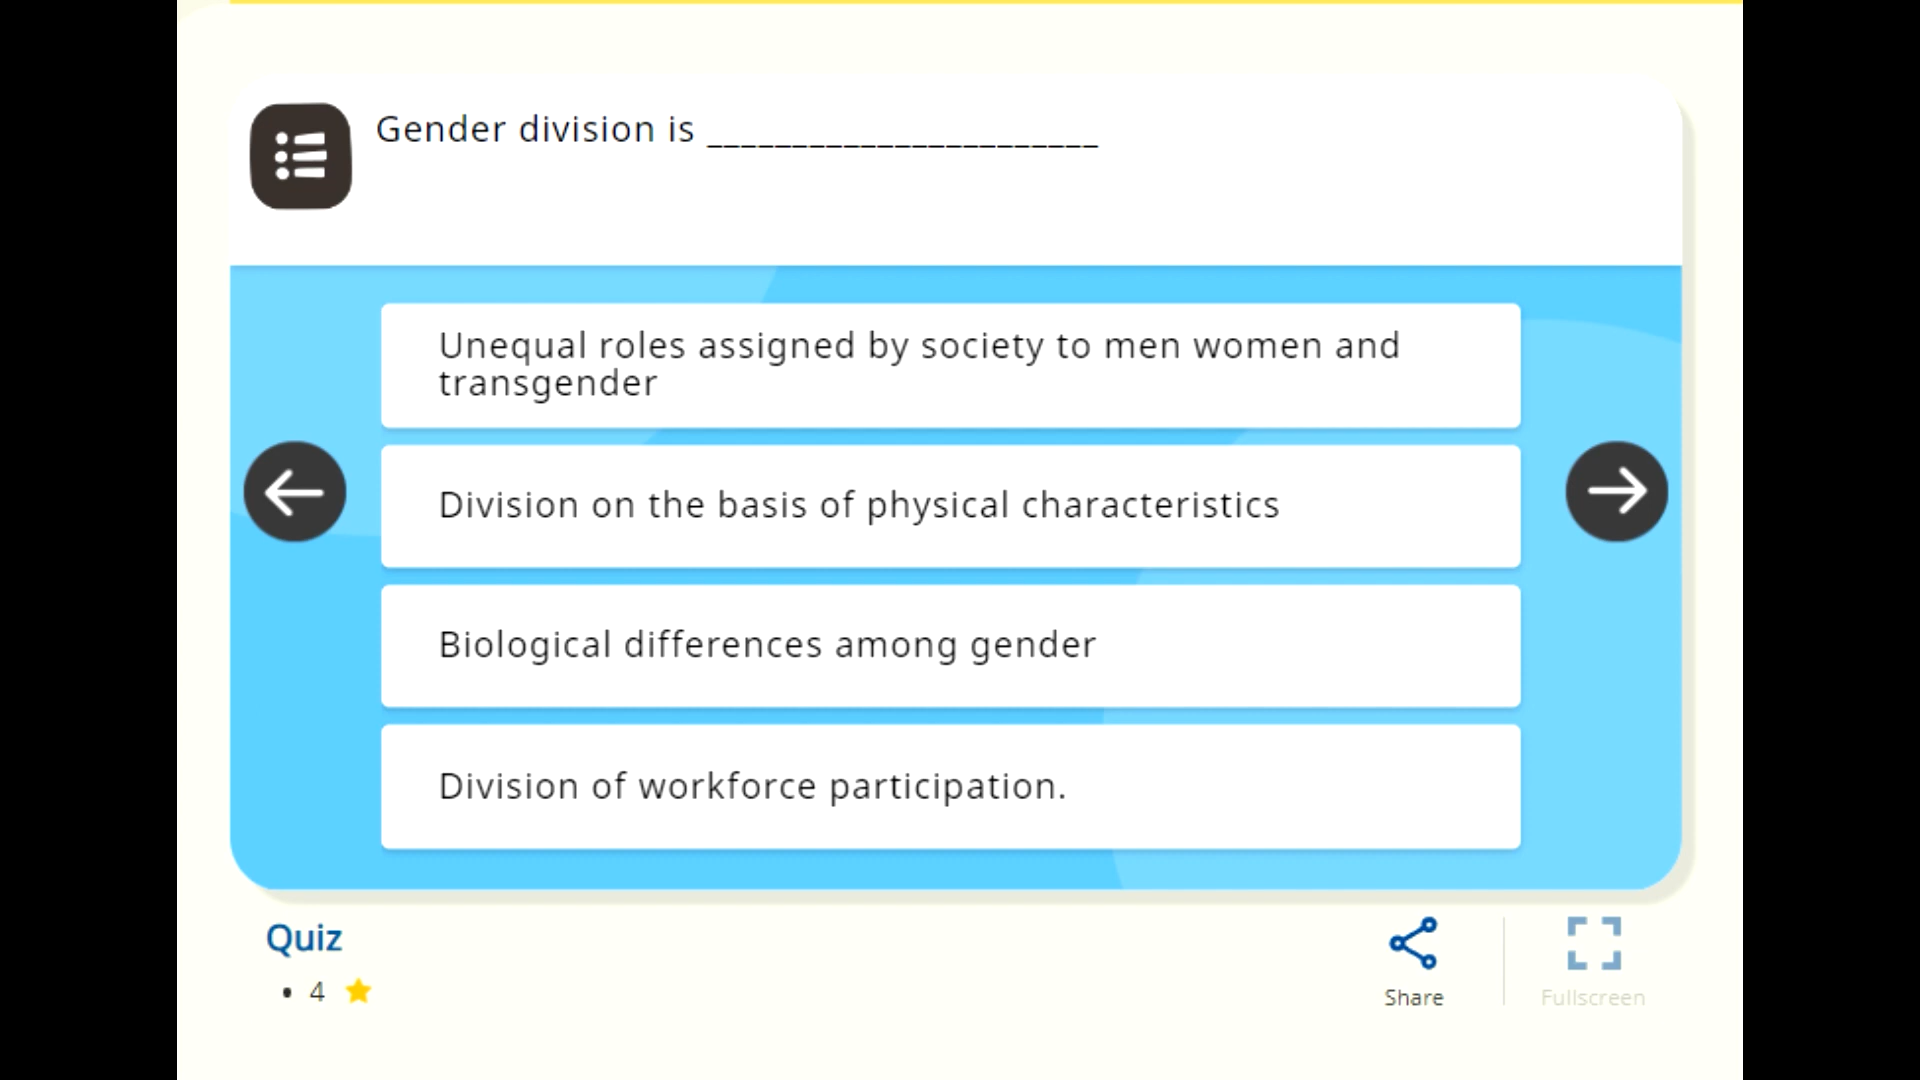 Gender division is _______________________
Unequal roles assigned by society to men women and
transgender
Division on the basis of physical characteristics
Biological differences among gender
Division of workforce participation.
Quiz
• 4
Share
Fullscreen